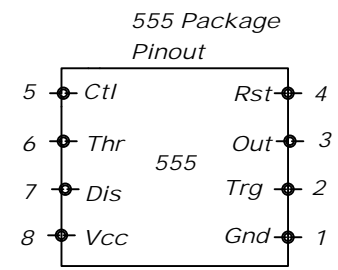 555 Package
Pinout
5 Ctl Rst 4
6 Thr Out 3
555
7 Dis Trg 2
8 Vcc Gnd 1